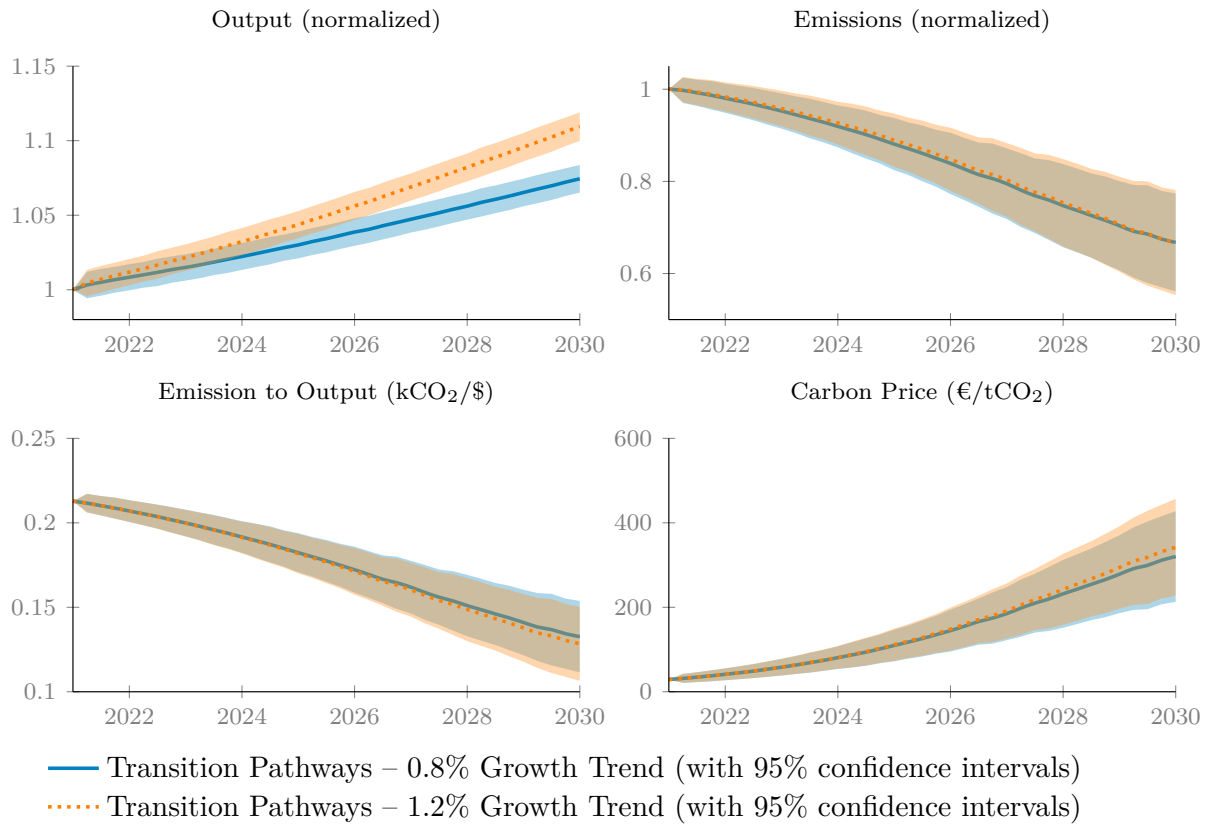 Output (normalized)
1.15
1.1
1.05
1
2022 2024 2026 2028 2030
Emissions (normalized)
1
0.8
0.6
2022 2024 2026 2028 2030
Emission to Output (kCO₂/$)
0.25
0.2
0.15
0.1
2022 2024 2026 2028 2030
Carbon Price (€/tCO₂)
600
400
200
0
2022 2024 2026 2028 2030
Transition Pathways – 0.8% Growth Trend (with 95% confidence intervals)
Transition Pathways – 1.2% Growth Trend (with 95% confidence intervals)